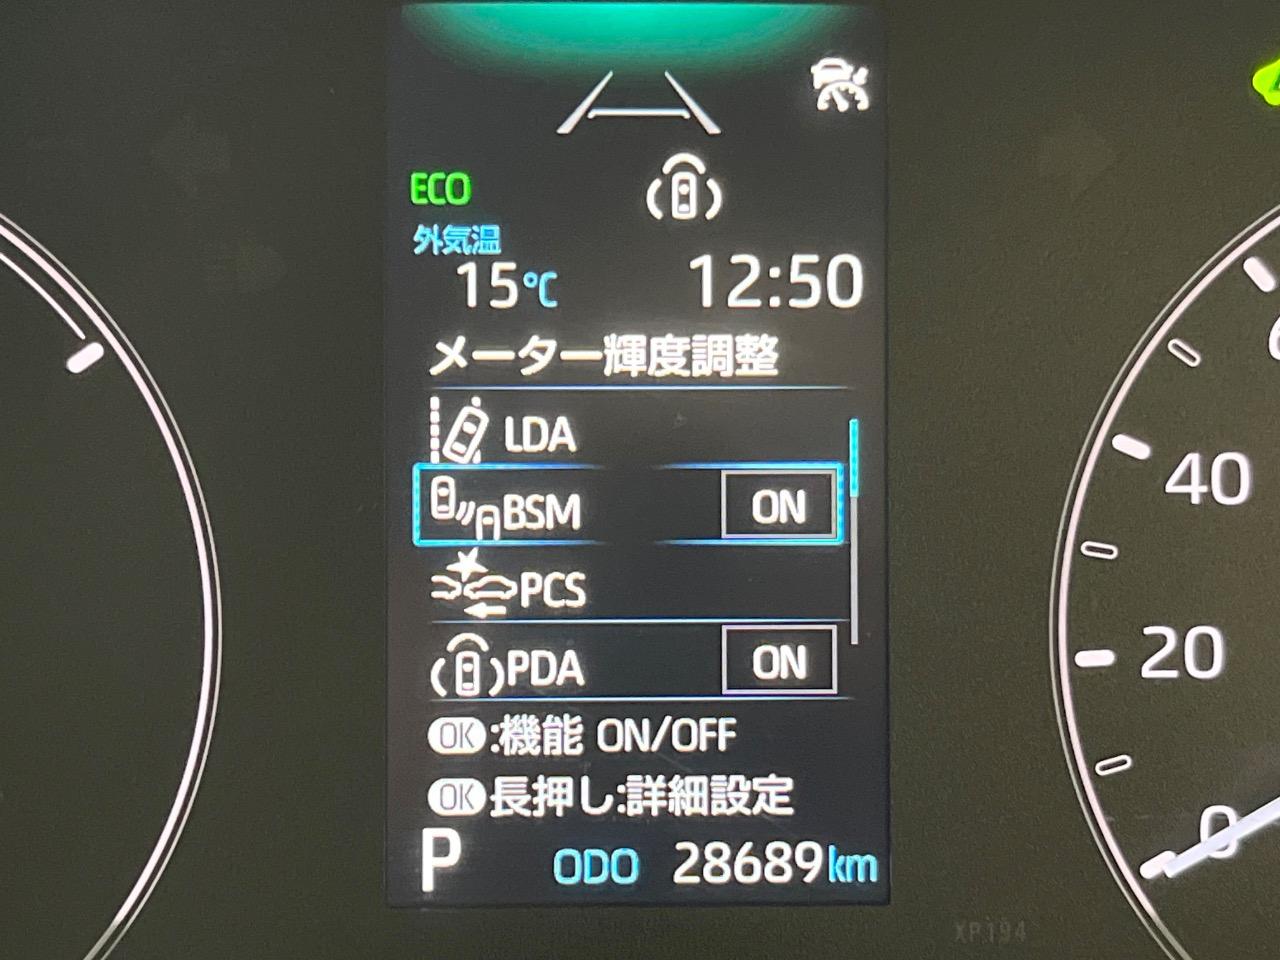 ECO
外気温
15℃ 12:50
メーター輝度調整
LDA
BSM ON
PCS
PDA ON
OK:機能 ON/OFF
OK長押し:詳細設定
P ODO 28689km
40
20
0
XP194